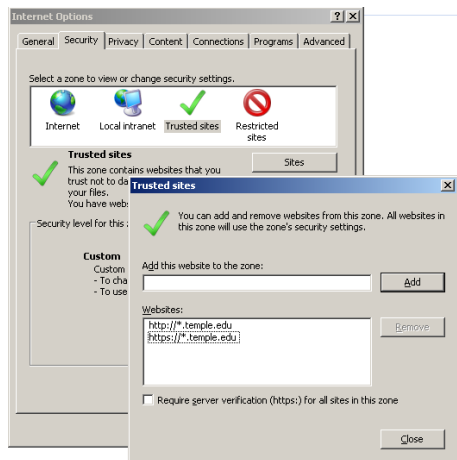 Internet Options
General Security Privacy Content Connections Programs Advanced
Select a zone to view or change security settings.
Internet Local intranet Trusted sites Restricted
sites
Trusted sites
This zone contains websites that you
trust not to da
your files.
You have webs
Sites
Security level for this z
Custom
Custom
- To cha
- To use
Trusted sites
You can add and remove websites from this zone. All websites in
this zone will use the zone's security settings.
Add this website to the zone:
Add
Websites:
http://*.temple.edu
https://*.temple.edu
Remove
Require server verification (https:) for all sites in this zone
Close